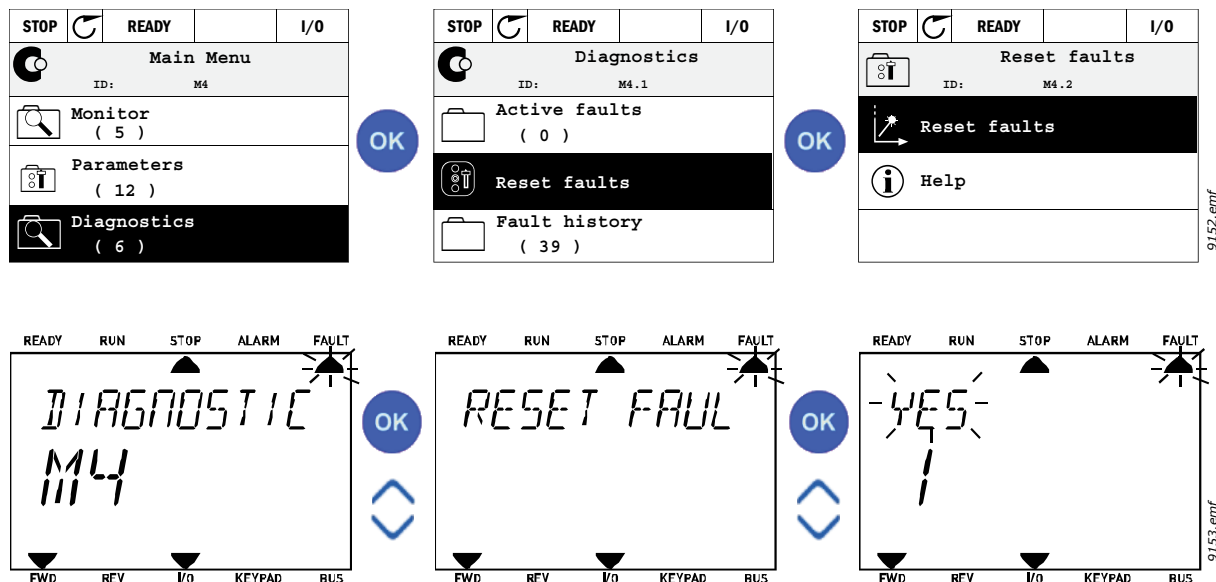 STOP READY I/O
Main Menu
ID: M4
Monitor
( 5 )
Parameters
( 12 )
Diagnostics
( 6 )
OK
STOP READY I/O
Diagnostics
ID: M4.1
Active faults
( 0 )
Reset faults
Fault history
( 39 )
OK
STOP READY I/O
Reset faults
ID: M4.2
Reset faults
Help
9152.emf
READY RUN STOP ALARM FAULT
DIAGNOSTIC
M4
FWD REV I/O KEYPAD BUS
OK
READY RUN STOP ALARM FAULT
RESET FAUL
FWD REV I/O KEYPAD BUS
OK
READY RUN STOP ALARM FAULT
YES
1
FWD REV I/O KEYPAD BUS
9153.emf